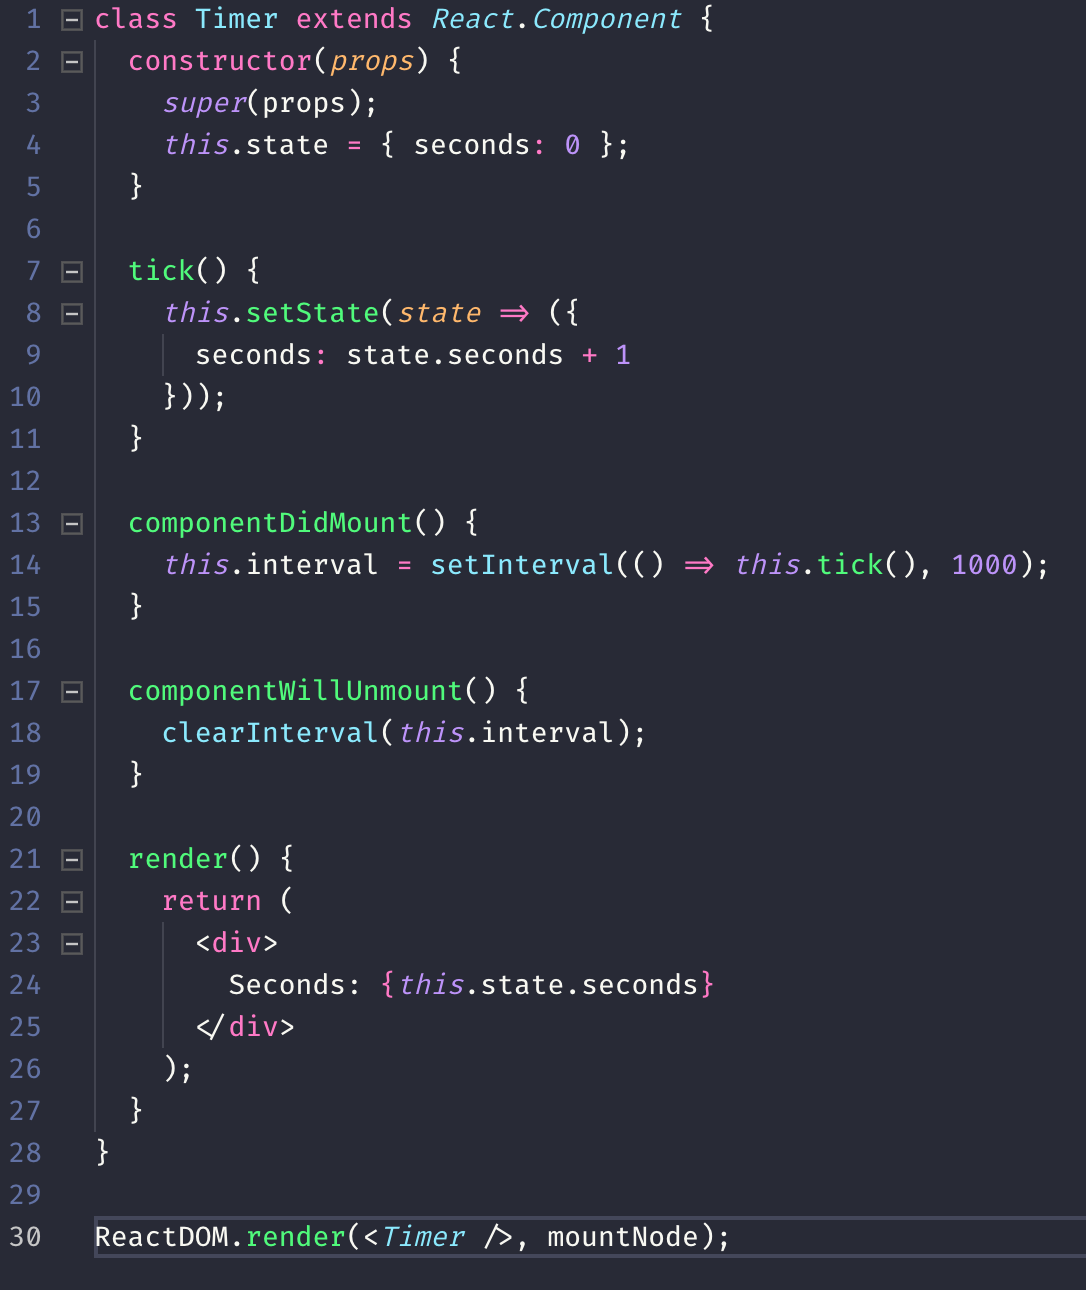 1 class Timer extends React.Component {
2   constructor(props) {
3     super(props);
4     this.state = { seconds: 0 };
5   }
6
7   tick() {
8     this.setState(state => ({
9       seconds: state.seconds + 1
10     }));
11   }
12
13   componentDidMount() {
14     this.interval = setInterval(() => this.tick(), 1000);
15   }
16
17   componentWillUnmount() {
18     clearInterval(this.interval);
19   }
20
21   render() {
22     return (
23       <div>
24         Seconds: {this.state.seconds}
25       </div>
26     );
27   }
28 }
29
30 ReactDOM.render(<Timer />, mountNode);